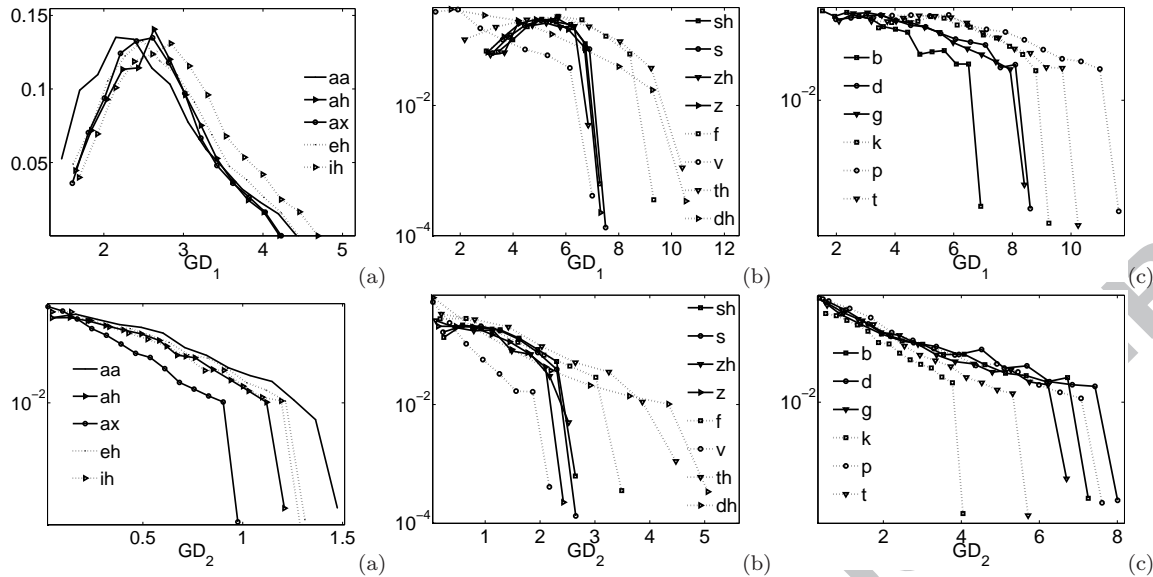 0.15
0.1
0.05
2
3
4
5
GD1
aa
ah
ax
eh
ih
(a)
10^-2
10^-4
2
4
6
8
10
12
GD1
sh
s
zh
z
f
v
th
dh
(b)
10^-2
2
4
6
8
10
GD1
b
d
g
k
p
t
(c)
10^-2
0.5
1
1.5
GD2
aa
ah
ax
eh
ih
(a)
10^-2
10^-4
1
2
3
4
5
GD2
sh
s
zh
z
f
v
th
dh
(b)
10^-2
2
4
6
8
GD2
b
d
g
k
p
t
(c)